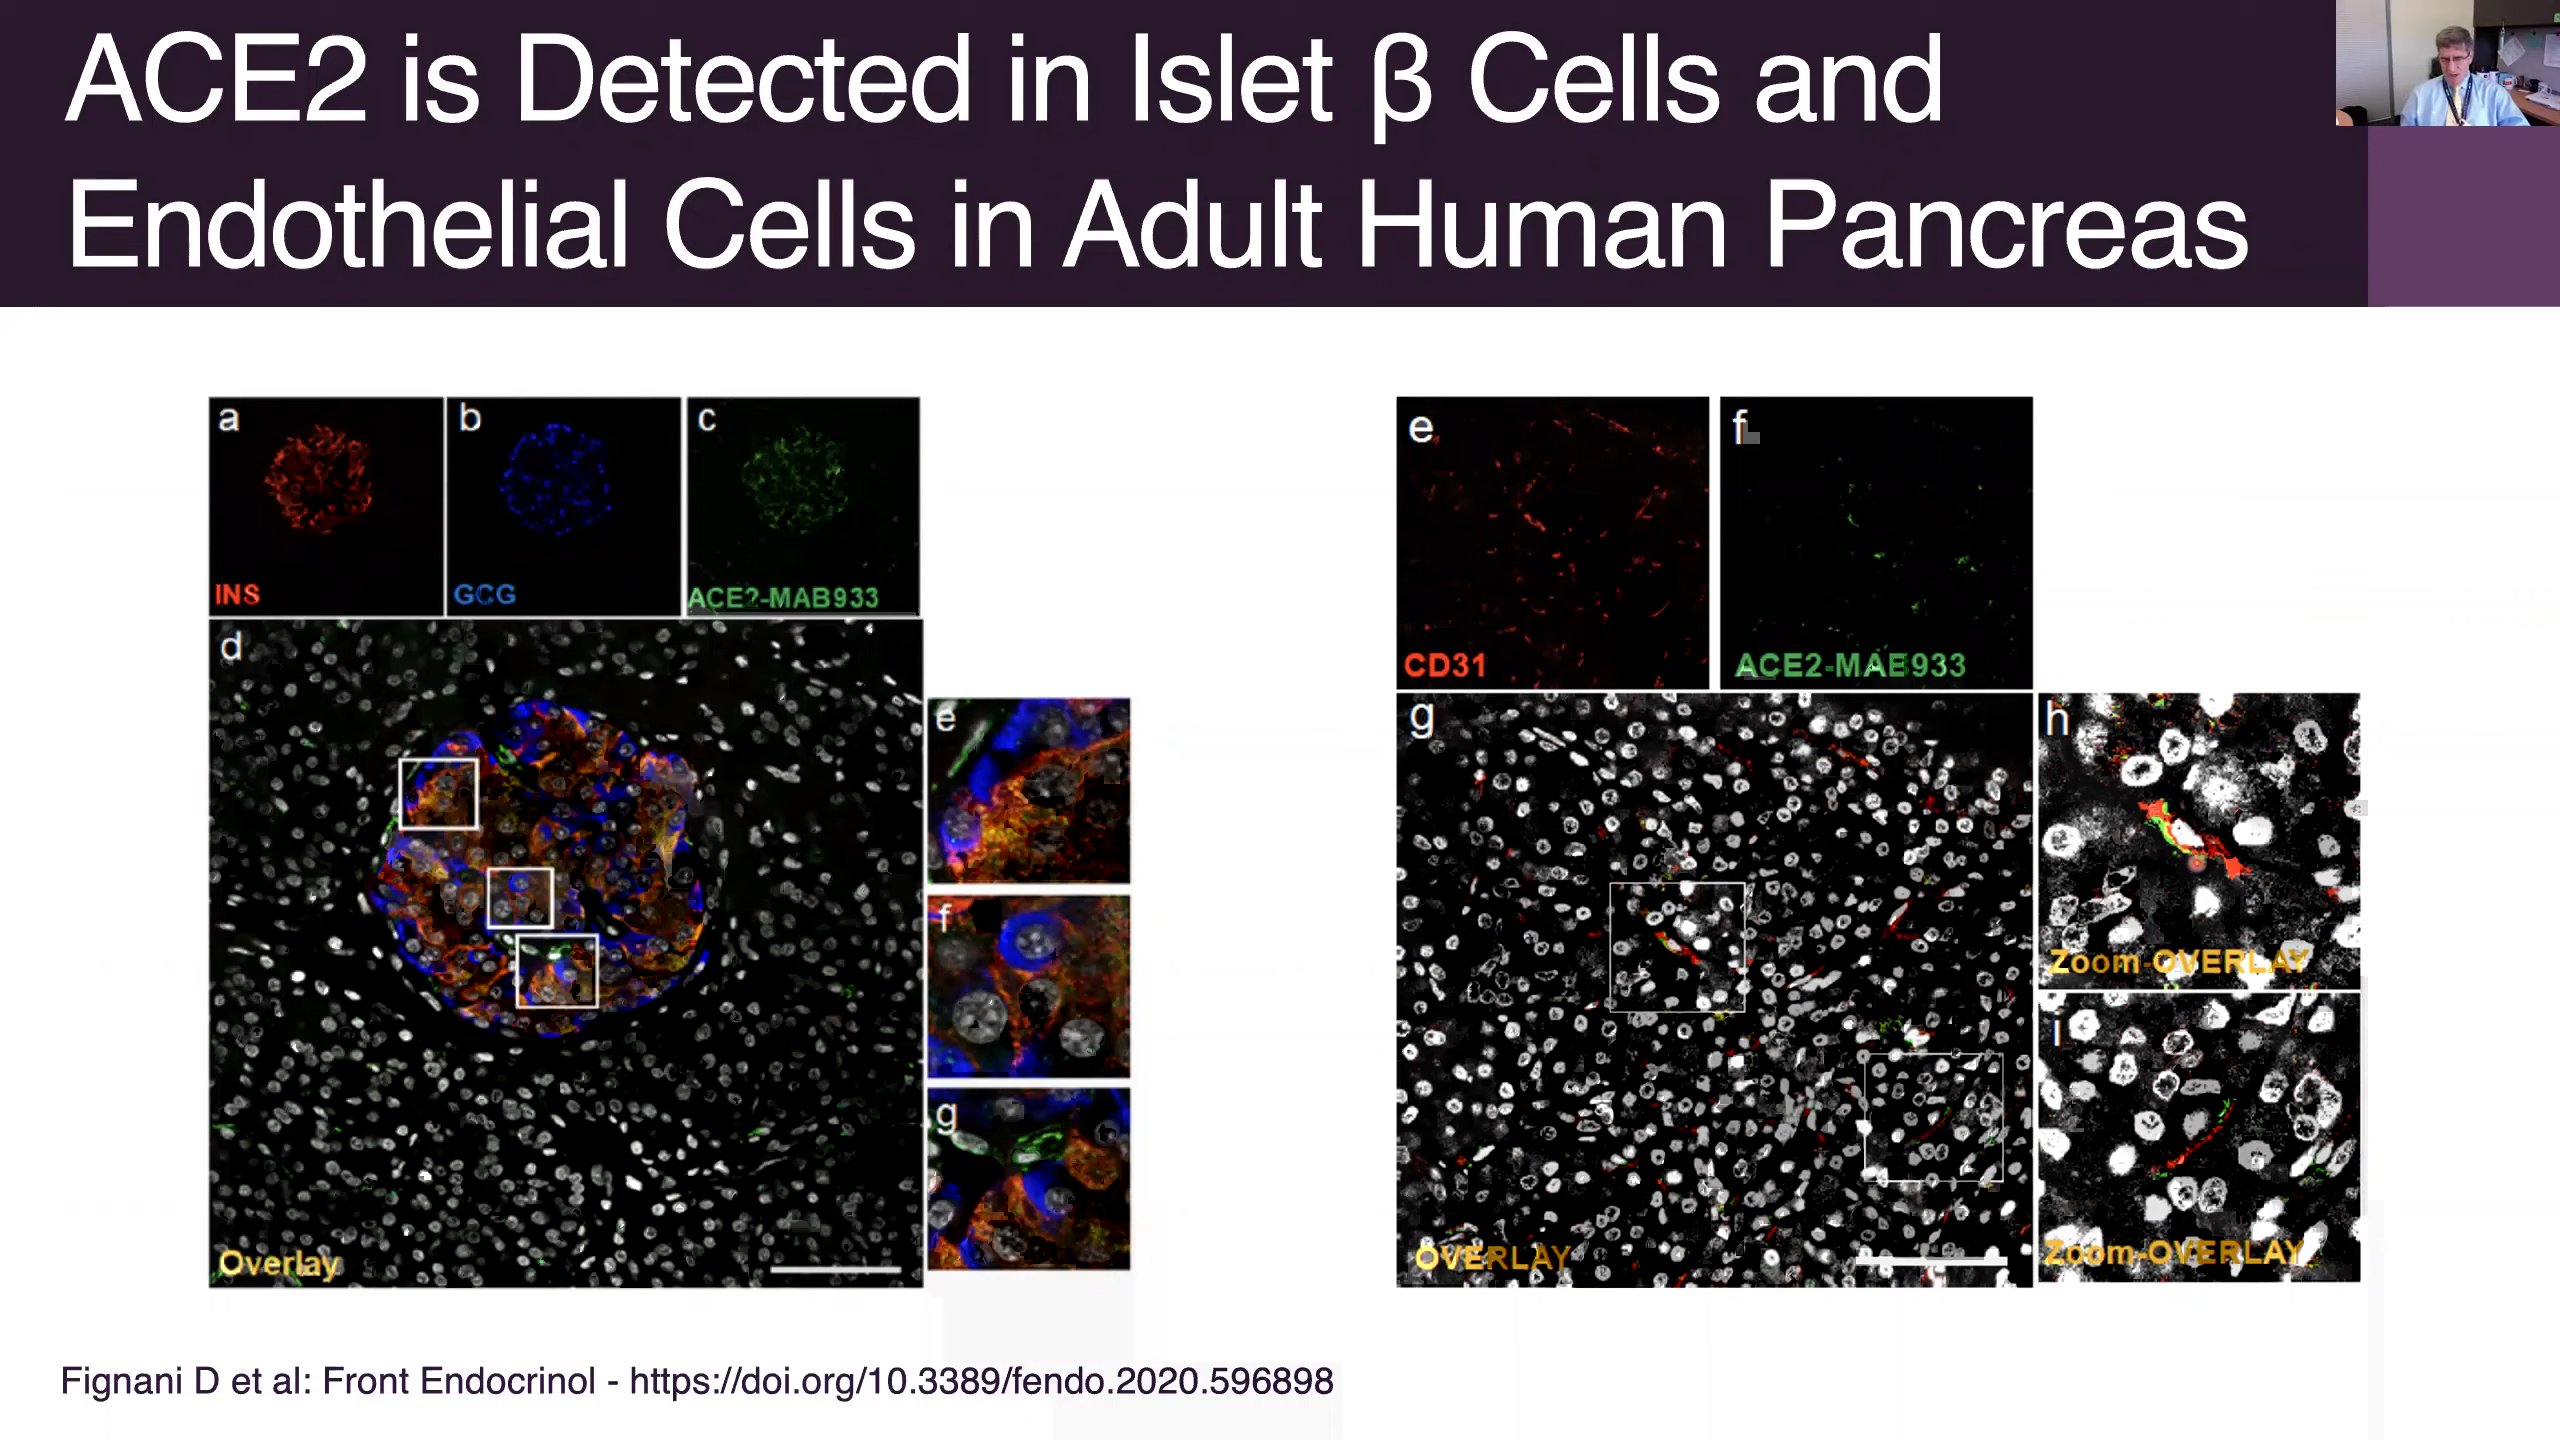 ACE2 is Detected in Islet β Cells and
Endothelial Cells in Adult Human Pancreas
a
b
c
INS
GCG
ACE2-MAB933
d
e
f
g
Overlay
e
f
CD31
ACE2-MAB933
g
h
i
OVERLAY
Zoom-OVERLAY
Zoom-OVERLAY
Fignani D et al: Front Endocrinol - https://doi.org/10.3389/fendo.2020.596898